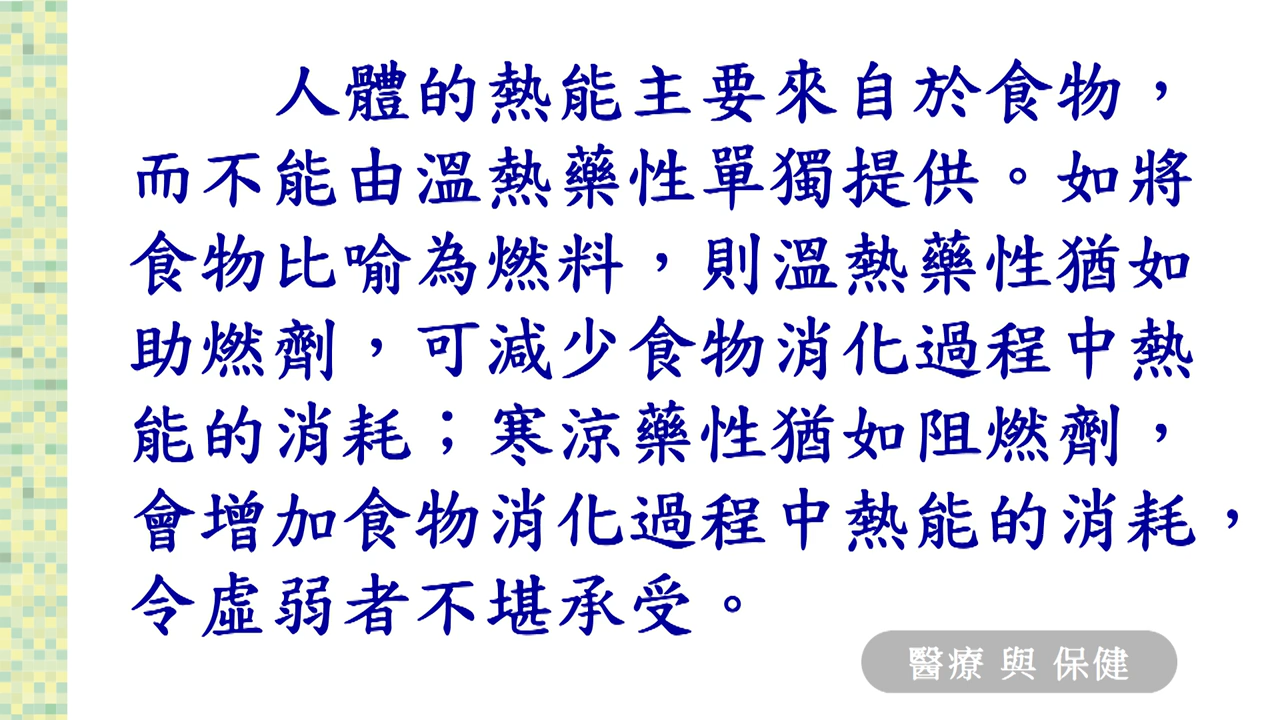 人體的熱能主要來自於食物，
而不能由溫熱藥性單獨提供。如將
食物比喻為燃料，則溫熱藥性猶如
助燃劑，可減少食物消化過程中熱
能的消耗；寒涼藥性猶如阻燃劑，
會增加食物消化過程中熱能的消耗，
令虛弱者不堪承受。
醫療 與 保健